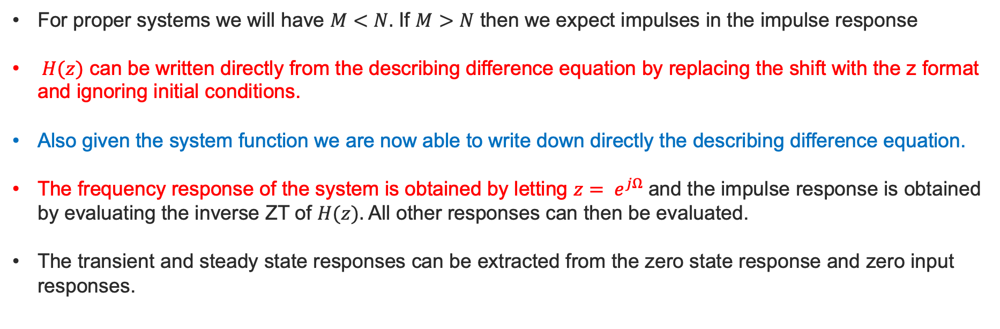 • For proper systems we will have M < N. If M > N then we expect impulses in the impulse response
• H(z) can be written directly from the describing difference equation by replacing the shift with the z format
and ignoring initial conditions.
• Also given the system function we are now able to write down directly the describing difference equation.
• The frequency response of the system is obtained by letting z = e^{jΩ} and the impulse response is obtained
by evaluating the inverse ZT of H(z). All other responses can then be evaluated.
• The transient and steady state responses can be extracted from the zero state response and zero input
responses.